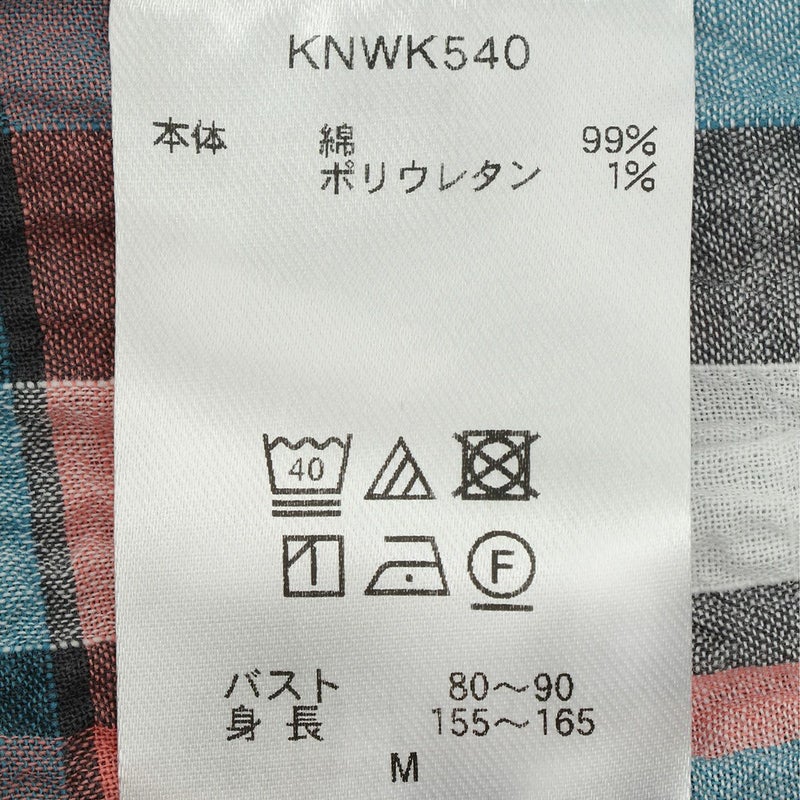 KNWK540
本体 綿 99%
ポリウレタン 1%
40
F
バスト 80～90
身長 155～165
M